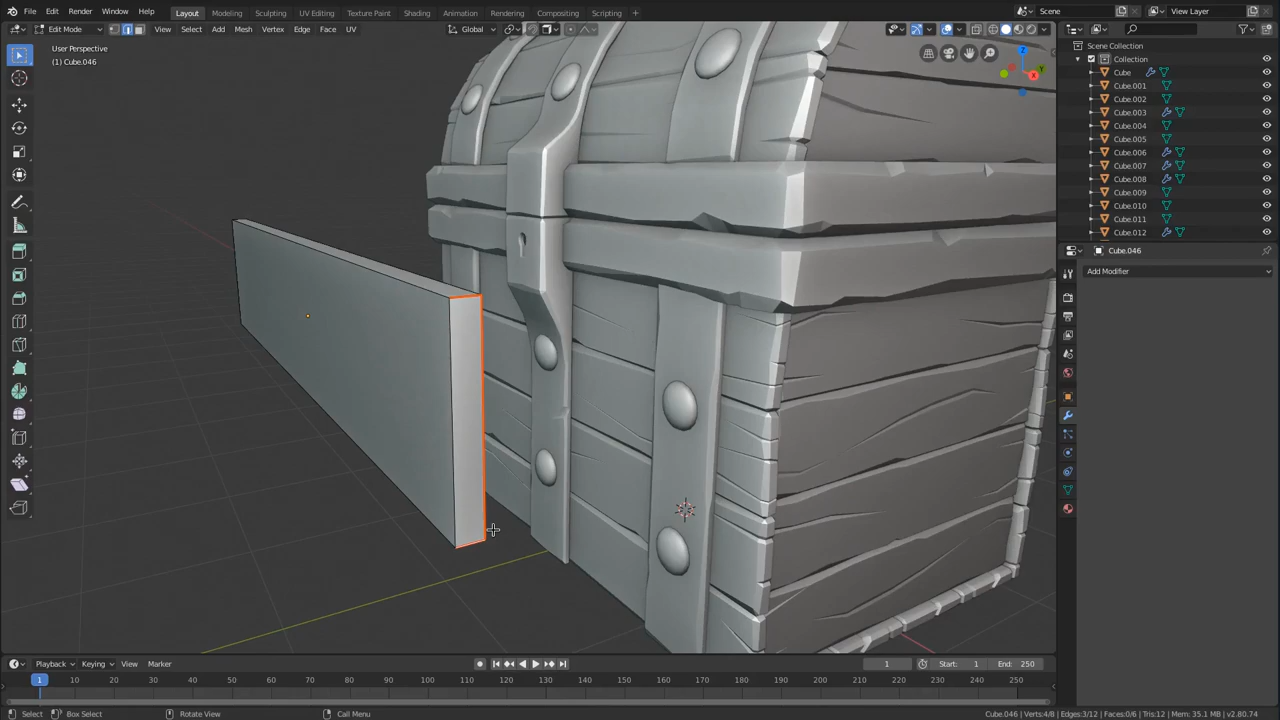 File Edit Render Window Help Layout Modeling Sculpting UV Editing Texture Paint Shading Animation Rendering Compositing Scripting + Scene View Layer
Edit Mode View Select Add Mesh Vertex Edge Face UV Global
User Perspective
(1) Cube.046
Z
Y
X
Scene Collection
Collection
Cube
Cube.001
Cube.002
Cube.003
Cube.004
Cube.005
Cube.006
Cube.007
Cube.008
Cube.009
Cube.010
Cube.011
Cube.012
Cube.046
Add Modifier
Playback Keying View Marker 1 Start: 1 End: 250
1 10 20 30 40 50 60 70 80 90 100 110 120 130 140 150 160 170 180 190 200 210 220 230 240 250
Select Box Select Rotate View Call Menu Cube.046 | Verts:4/8 | Edges:3/12 | Faces:0/6 | Tris:12 | Mem: 35.1 MB | v2.80.74